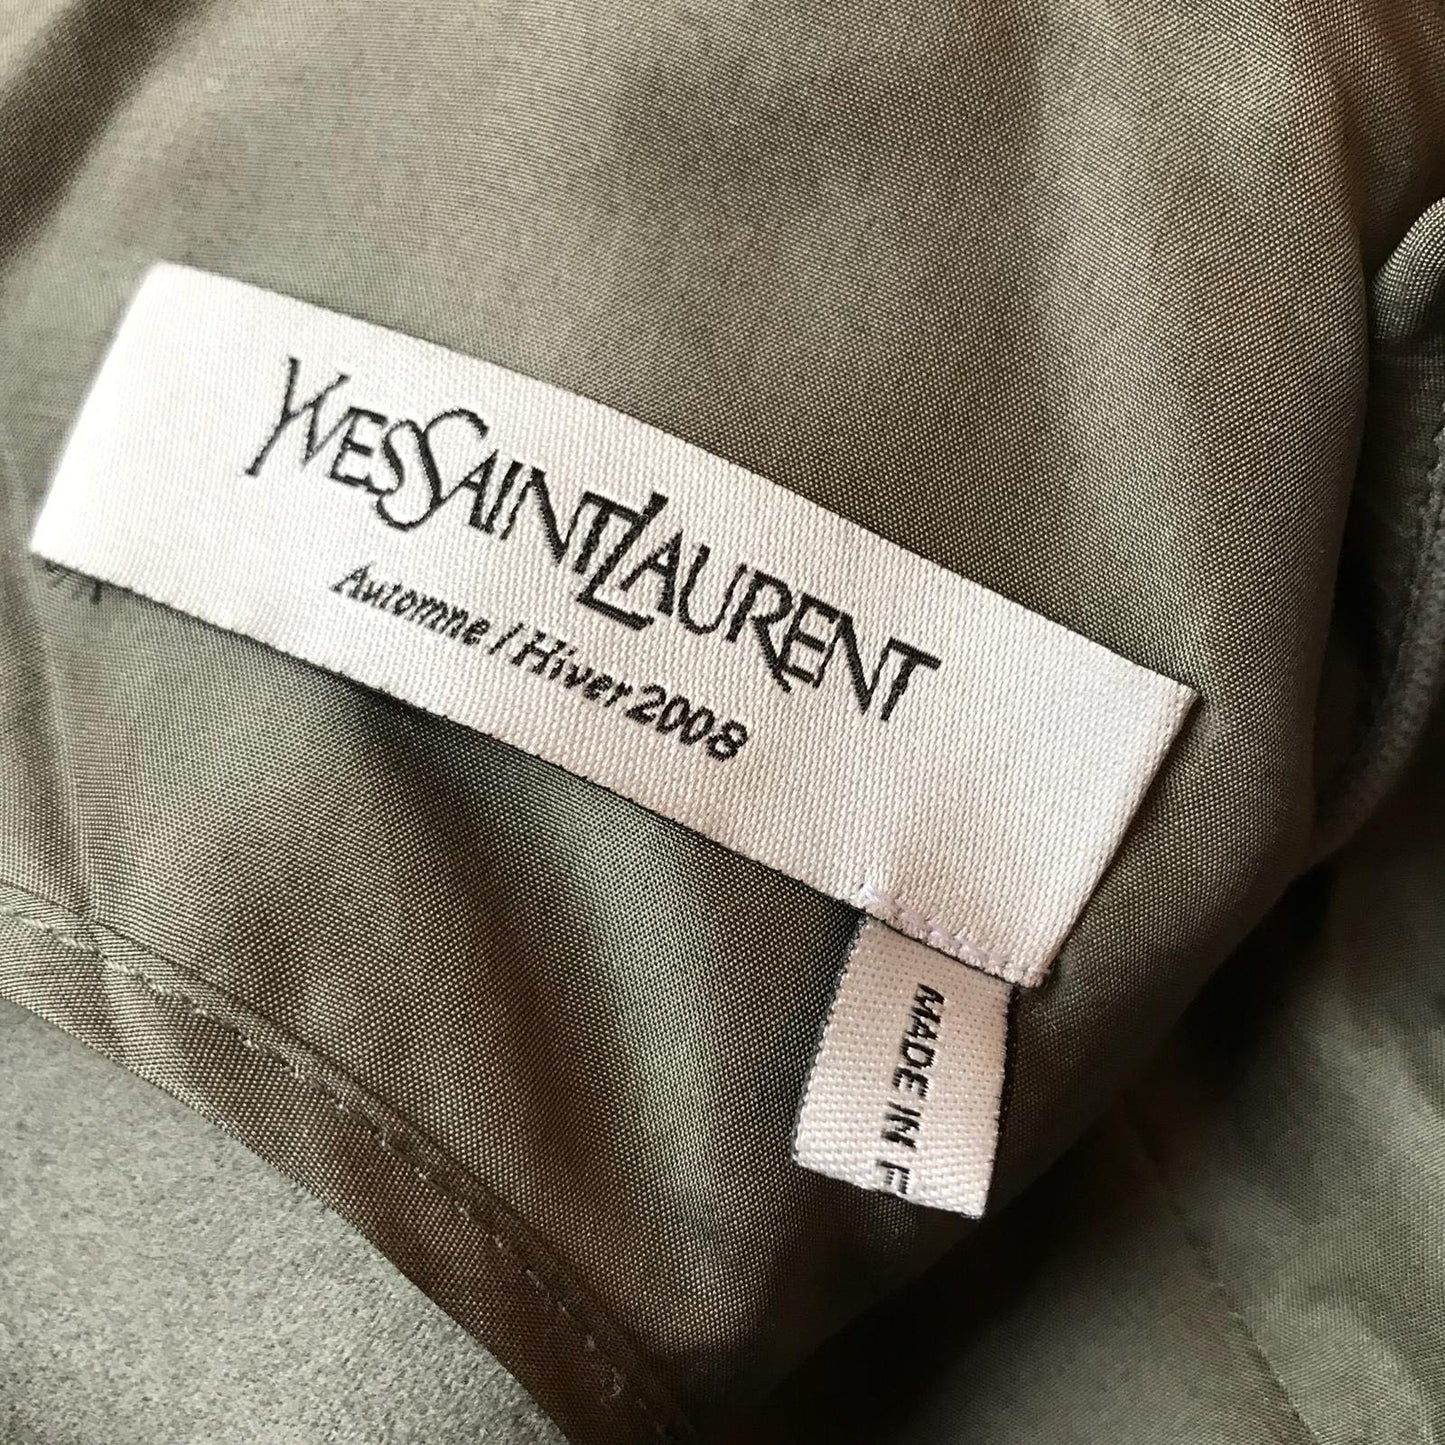 YVESSAINTLAURENT
Automne / Hiver 2008
MADE IN F